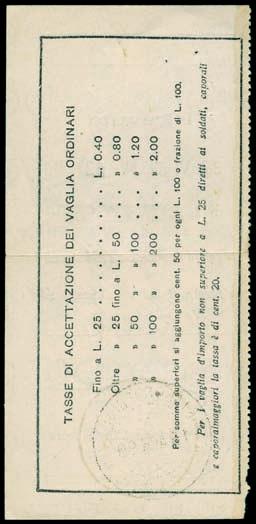 TASSE DI ACCETTAZIONE DEI VAGLIA ORDINARI
Fino a L. 25 . . . . . . . . . L. 0.40
Oltre » 25 fino a L. 50 . . . » 0.80
» » 50 » » 100 . . . » 1.20
» » 100 » » 200 . . . » 2.00
Per somme superiori si aggiungono cent. 50 per ogni L. 100 o frazione di L. 100.
Per i vaglia d'importo non superiore a L. 25 diretti ai soldati, caporali
e caporalmaggiori la tassa è di cent. 20.